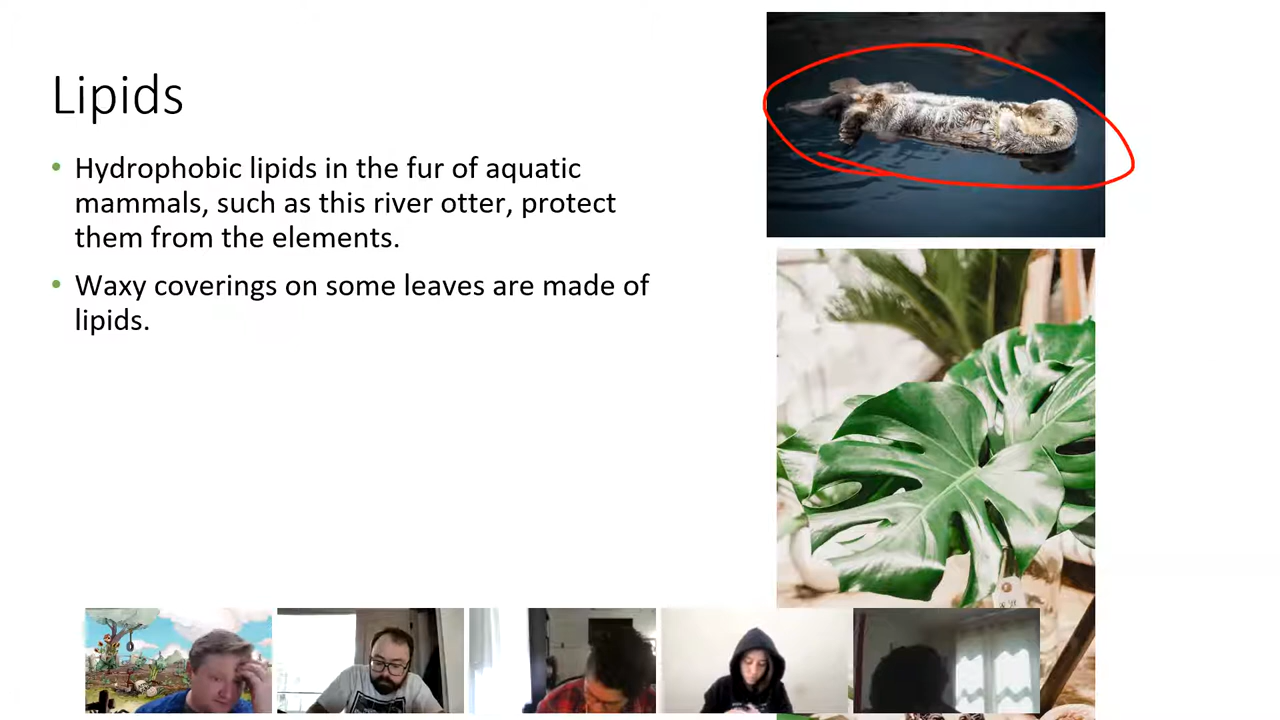 Lipids
• Hydrophobic lipids in the fur of aquatic
mammals, such as this river otter, protect
them from the elements.
• Waxy coverings on some leaves are made of
lipids.